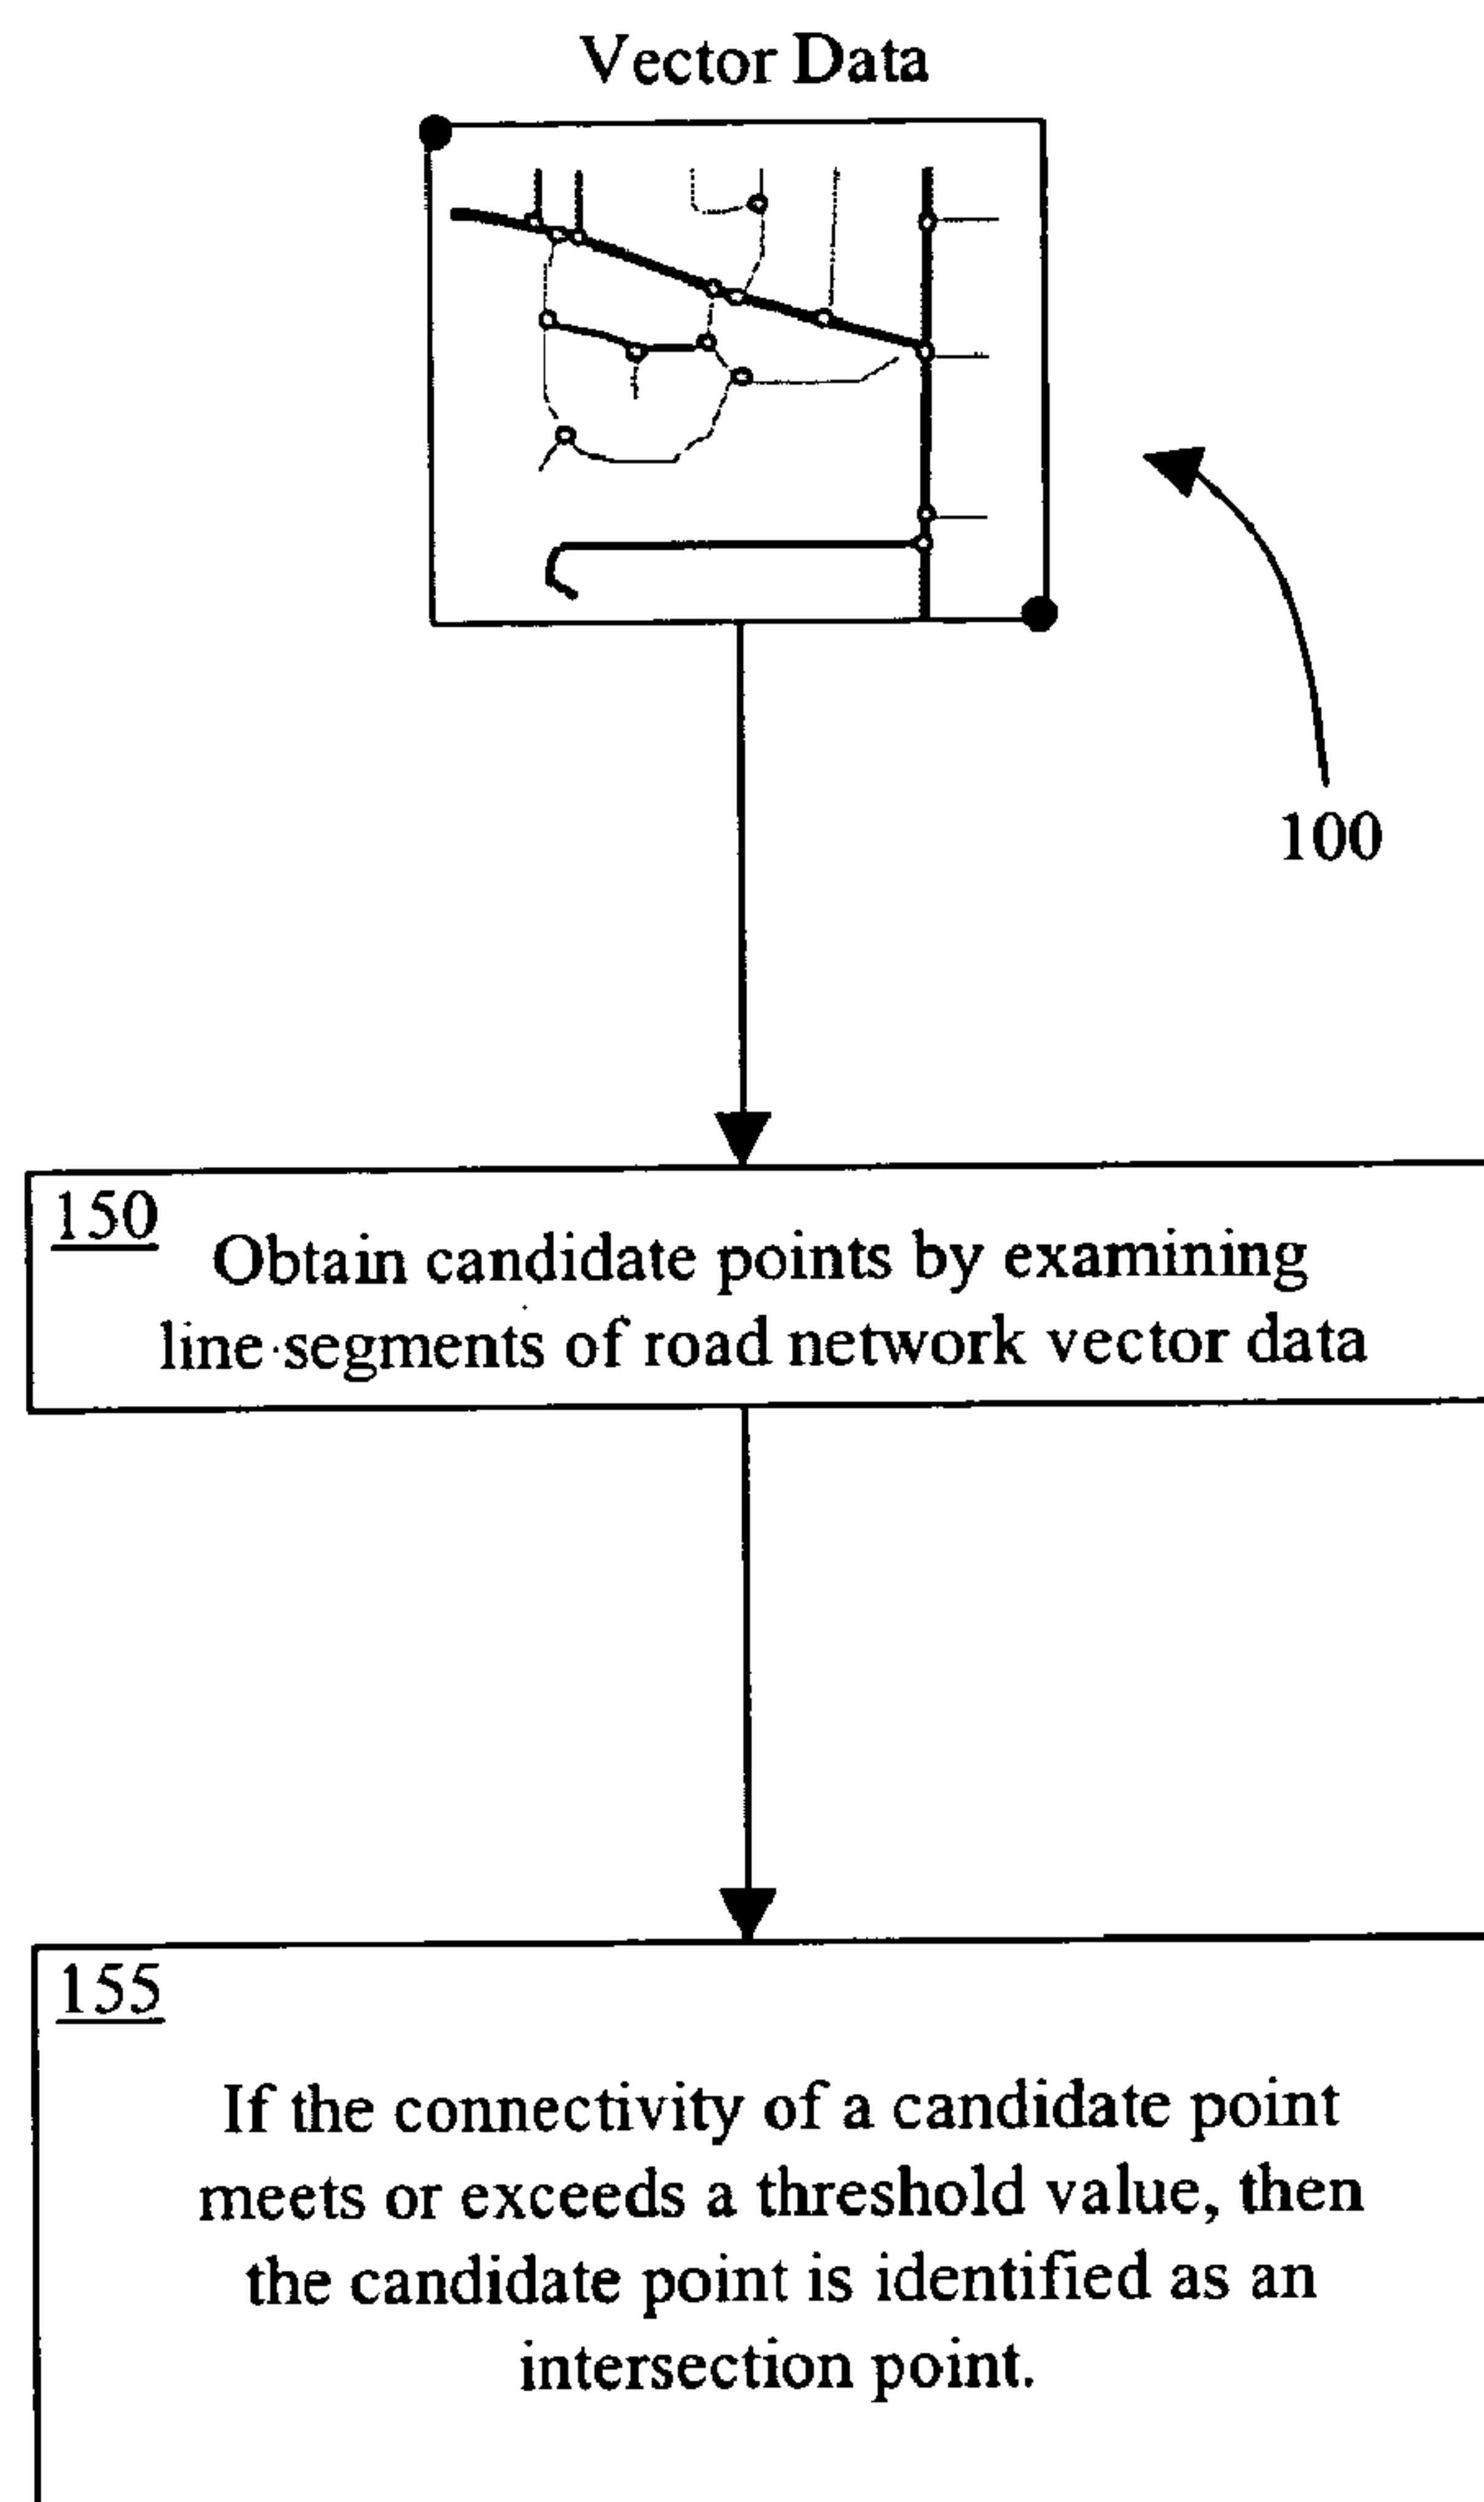 Vector Data
100
150
Obtain candidate points by examining
line segments of road network vector data
155
If the connectivity of a candidate point
meets or exceeds a threshold value, then
the candidate point is identified as an
intersection point.